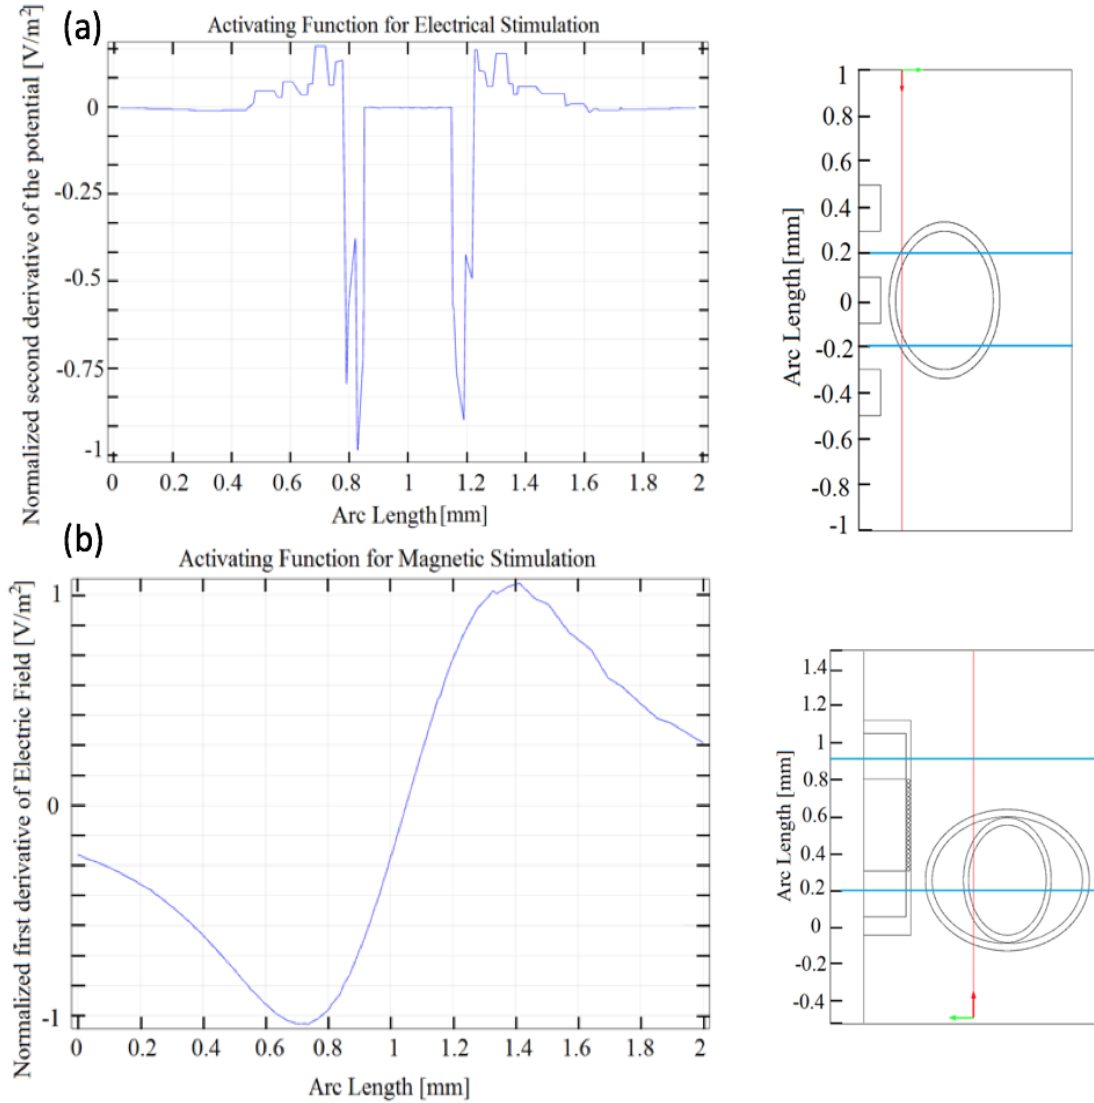 (a)
Activating Function for Electrical Stimulation
Normalized second derivative of the potential [V/m²]
0
-0.25
-0.5
-0.75
-1
0 0.2 0.4 0.6 0.8 1 1.2 1.4 1.6 1.8 2
Arc Length[mm]
Arc Length[mm]
1
0.8
0.6
0.4
0.2
0
-0.2
-0.4
-0.6
-0.8
-1
(b)
Activating Function for Magnetic Stimulation
Normalized first derivative of Electric Field [V/m²]
1
0
-1
0 0.2 0.4 0.6 0.8 1 1.2 1.4 1.6 1.8 2
Arc Length [mm]
Arc Length [mm]
1.4
1.2
1
0.8
0.6
0.4
0.2
0
-0.2
-0.4